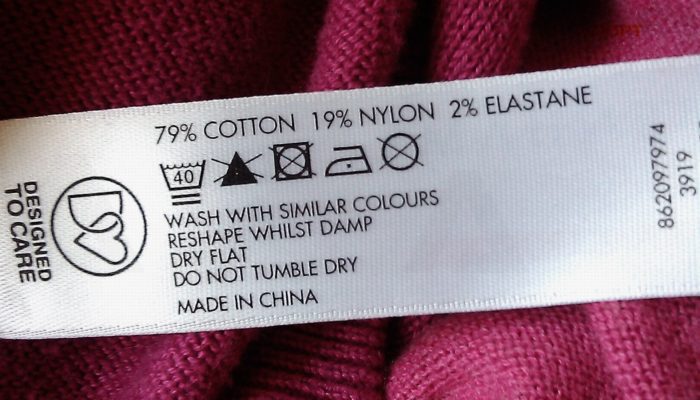 79% COTTON 19% NYLON 2% ELASTANE
40
WASH WITH SIMILAR COLOURS
RESHAPE WHILST DAMP
DRY FLAT
DO NOT TUMBLE DRY
MADE IN CHINA
DESIGNED
TO CARE
862097974
3919